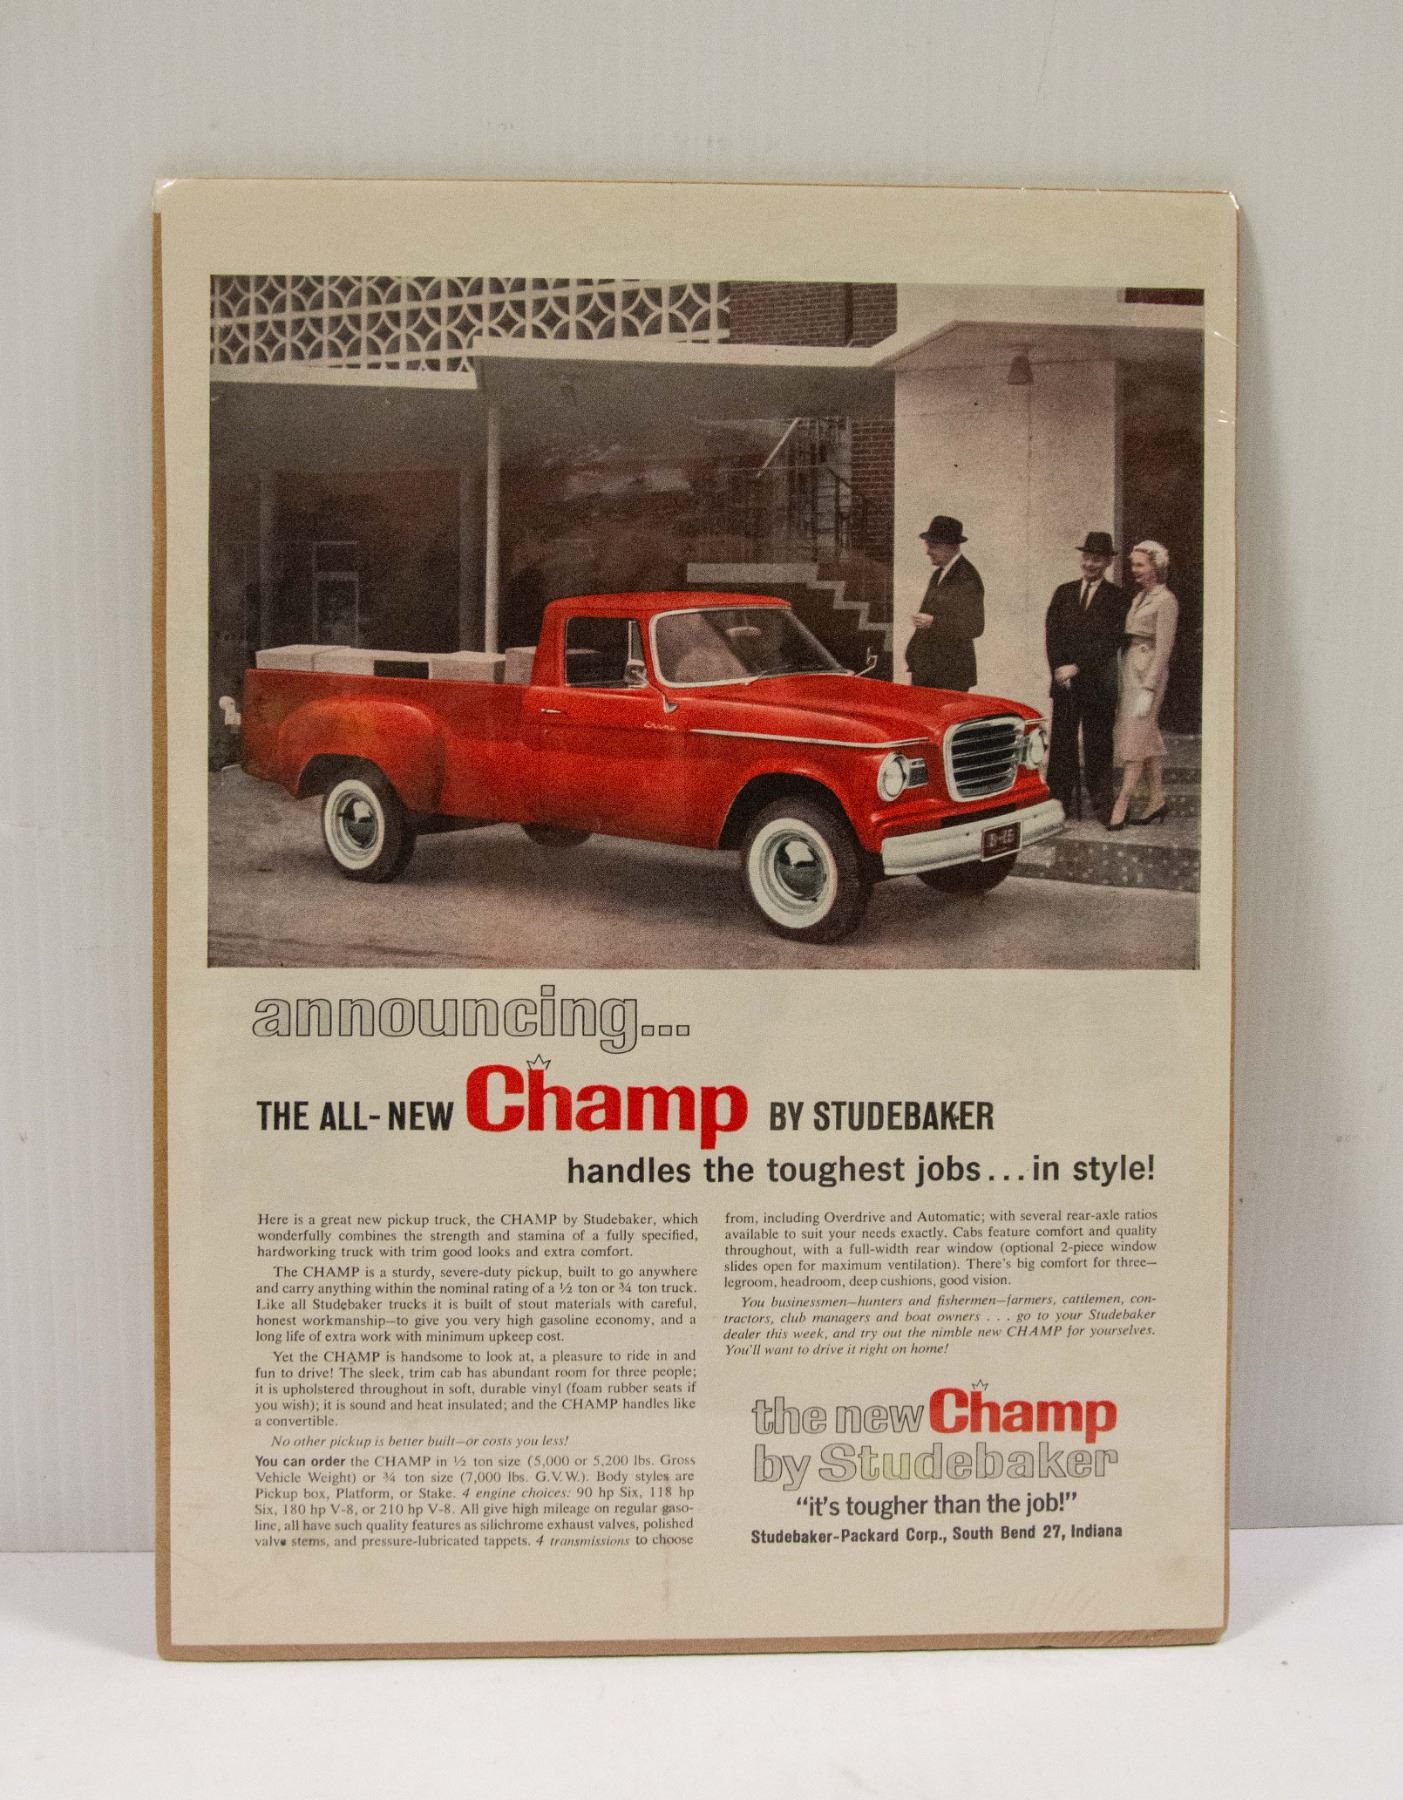 Champ
announcing...
THE ALL-NEW Champ BY STUDEBAKER
handles the toughest jobs...in style!
Here is a great new pickup truck, the CHAMP by Studebaker, which
wonderfully combines the strength and stamina of a fully specified,
hardworking truck with trim good looks and extra comfort.
The CHAMP is a sturdy, severe-duty pickup, built to go anywhere
and carry anything within the nominal rating of a ½ ton or ¾ ton truck.
Like all Studebaker trucks it is built of stout materials with careful,
honest workmanship—to give you very high gasoline economy, and a
long life of extra work with minimum upkeep cost.
Yet the CHAMP is handsome to look at, a pleasure to ride in and
fun to drive! The sleek, trim cab has abundant room for three people;
it is upholstered throughout in soft, durable vinyl (foam rubber seats if
you wish); it is sound and heat insulated; and the CHAMP handles like
a convertible.
No other pickup is better built—or costs you less!
You can order the CHAMP in ½ ton size (5,000 or 5,200 lbs. Gross
Vehicle Weight) or ¾ ton size (7,000 lbs. G.V.W.). Body styles are
Pickup box, Platform, or Stake. 4 engine choices: 90 hp Six, 118 hp
Six, 180 hp V-8, or 210 hp V-8. All give high mileage on regular gaso-
line, all have such quality features as silichrome exhaust valves, polished
valve stems, and pressure-lubricated tappets. 4 transmissions to choose
from, including Overdrive and Automatic; with several rear-axle ratios
available to suit your needs exactly. Cabs feature comfort and quality
throughout, with a full-width rear window (optional 2-piece window
slides open for maximum ventilation). There's big comfort for three—
legroom, headroom, deep cushions, good vision.
You businessmen—hunters and fishermen—farmers, cattlemen, con-
tractors, club managers and boat owners . . . go to your Studebaker
dealer this week, and try out the nimble new CHAMP for yourselves.
You'll want to drive it right on home!
the new Champ
by Studebaker
"it's tougher than the job!"
Studebaker-Packard Corp., South Bend 27, Indiana